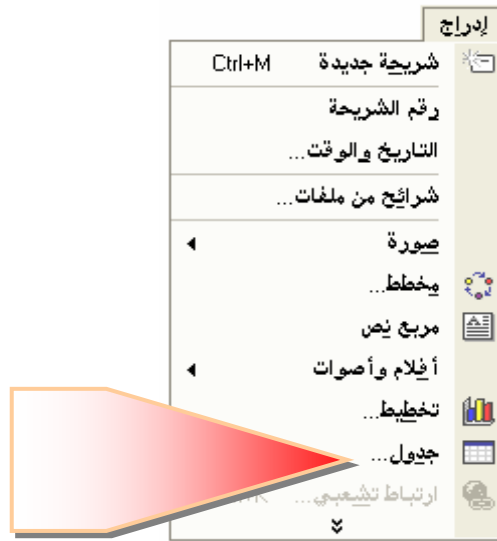 إدراج
شريحة جديدة Ctrl+M
رقم الشريحة
التاريخ والوقت...
شرائح من ملفات...
صورة
مخطط...
مربع نص
أفلام وأصوات
تخطيط...
جدول...
ارتباط تشعبي...